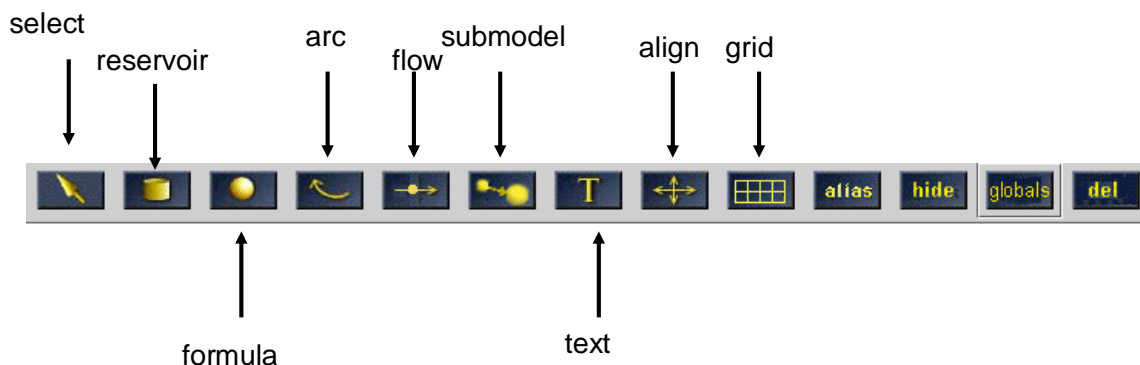 select
reservoir
arc
flow
submodel
align
grid
T
alias
hide
globals
del
formula
text